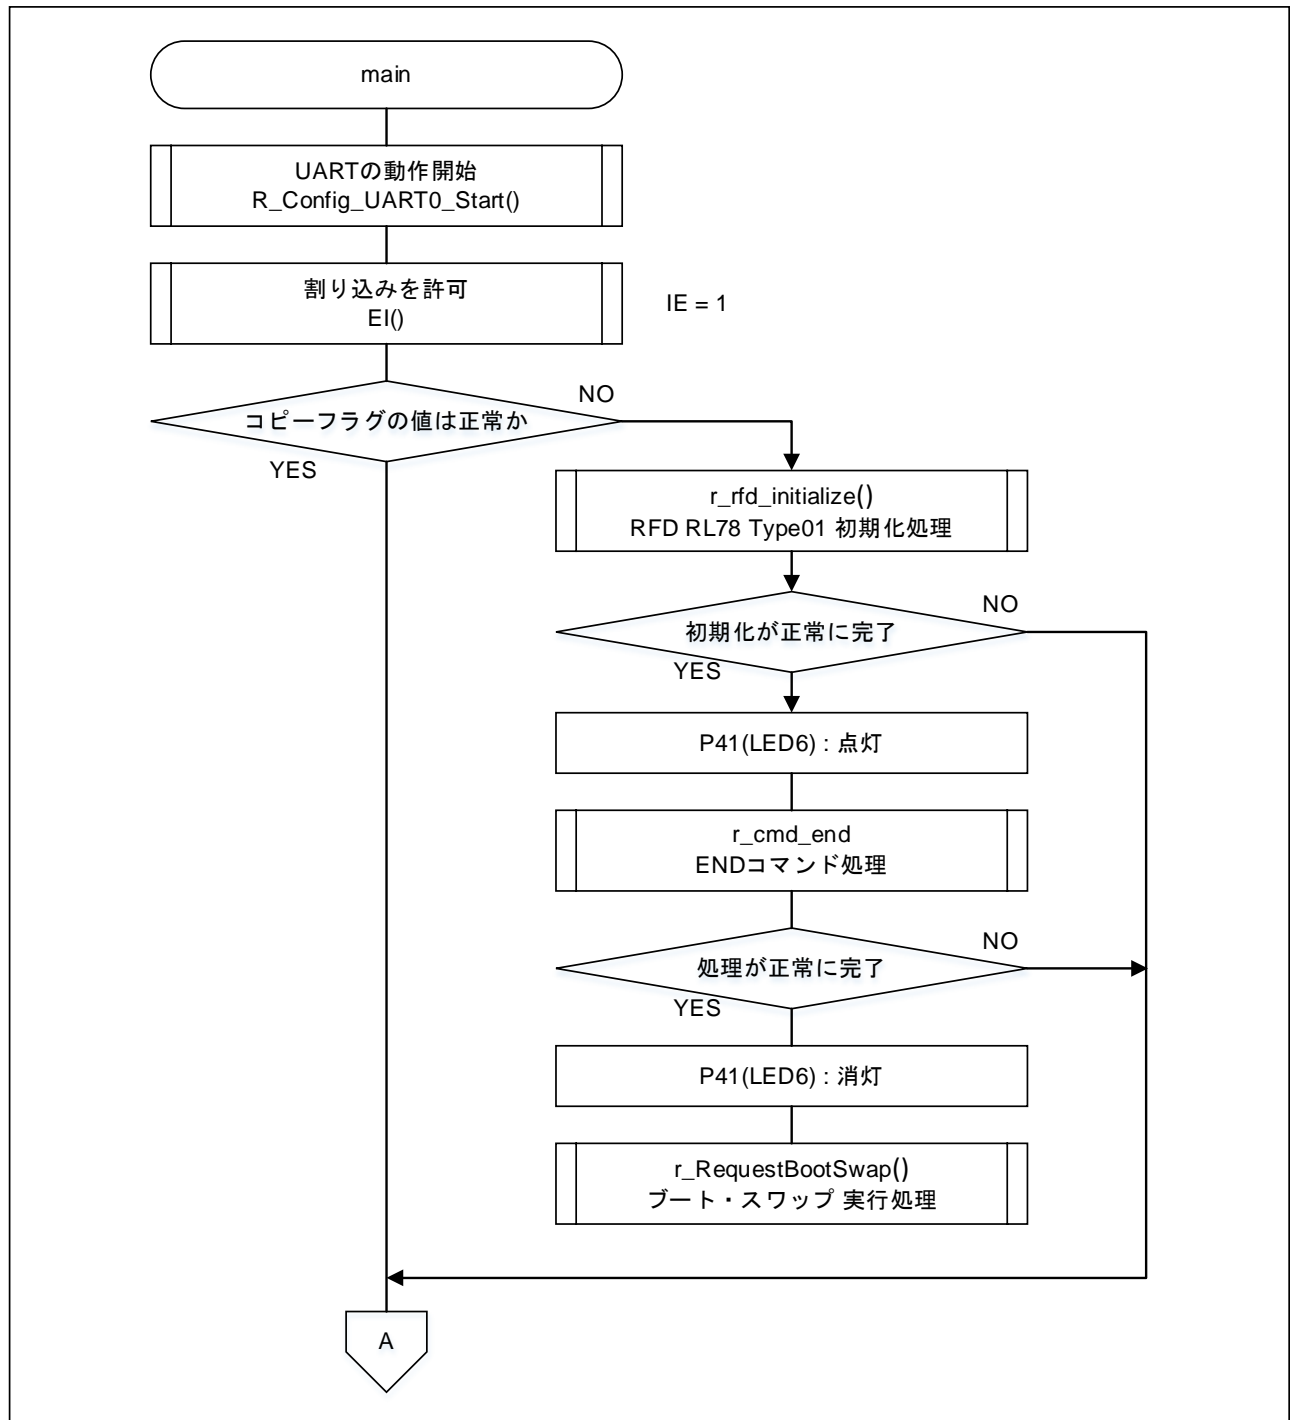 main
UARTの動作開始
R_Config_UART0_Start()
割り込みを許可
EI()
IE = 1
コピーフラグの値は正常か
NO
YES
r_rfd_initialize()
RFD RL78 Type01 初期化処理
初期化が正常に完了
NO
YES
P41(LED6) : 点灯
r_cmd_end
ENDコマンド処理
処理が正常に完了
NO
YES
P41(LED6) : 消灯
r_RequestBootSwap()
ブート・スワップ 実行処理
A